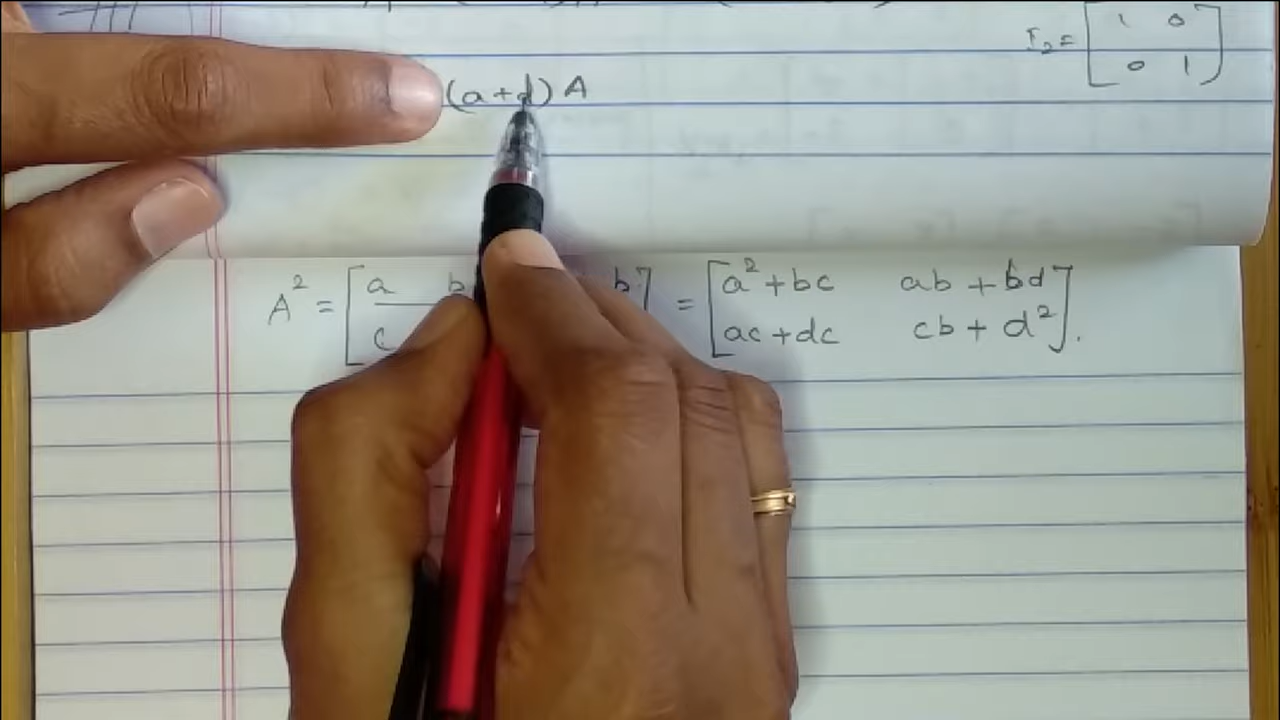 I₂ = [1 0
0 1]
(a+d) A
A² = [a b b] = [a²+bc ab+bd
c ac+dc cb+d²].